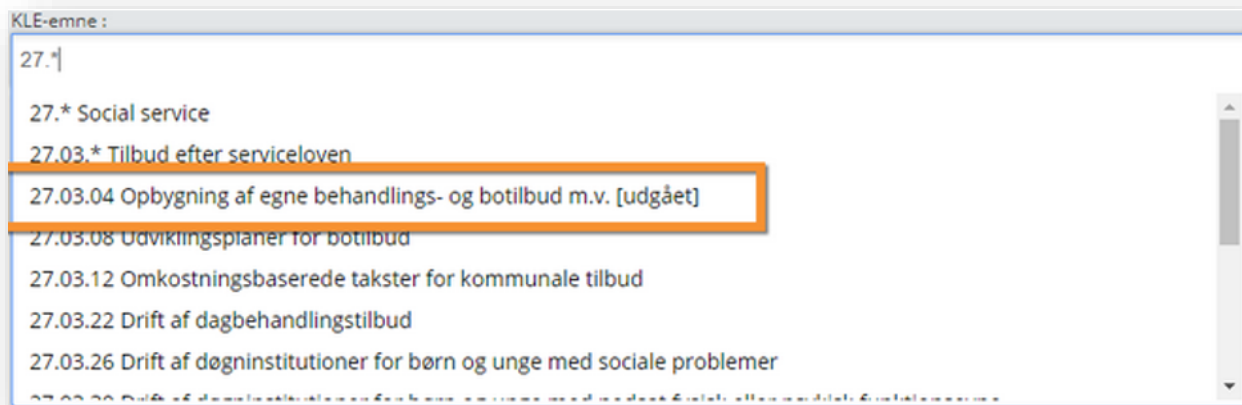 KLE-emne :
27.*
27.* Social service
27.03.* Tilbud efter serviceloven
27.03.04 Opbygning af egne behandlings- og botilbud m.v. [udgået]
27.03.08 Udviklingsplaner for botilbud
27.03.12 Omkostningsbaserede takster for kommunale tilbud
27.03.22 Drift af dagbehandlingstilbud
27.03.26 Drift af døgninstitutioner for børn og unge med sociale problemer